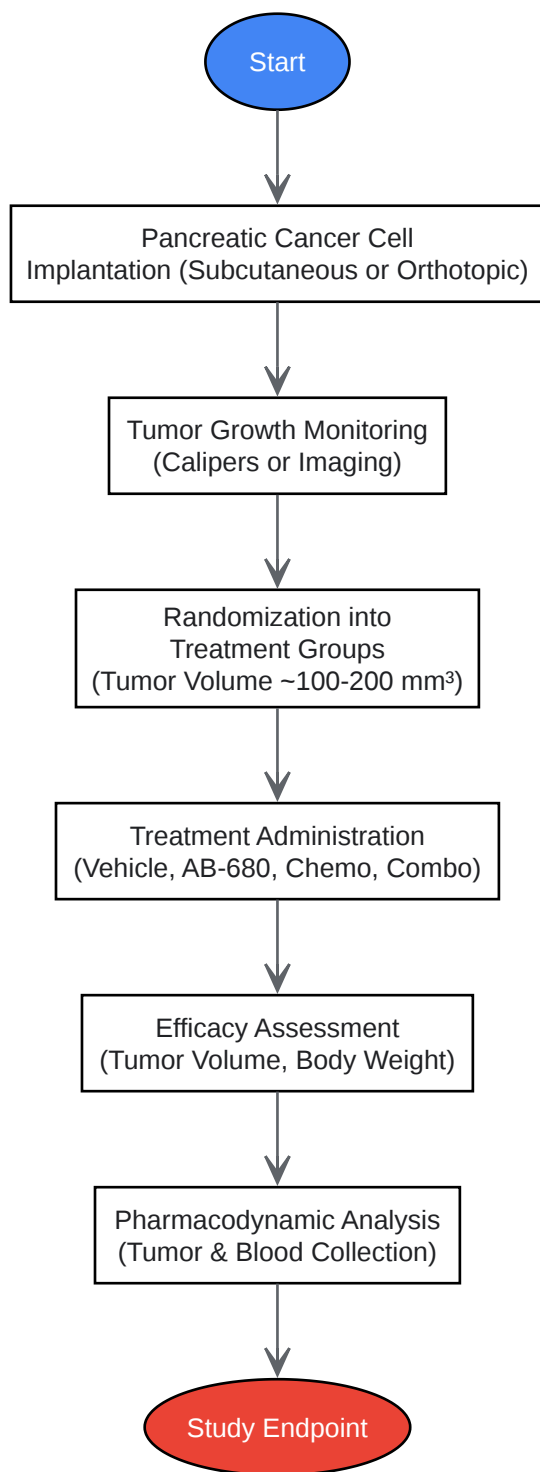 Start
Pancreatic Cancer Cell
Implantation (Subcutaneous or Orthotopic)
Tumor Growth Monitoring
(Calipers or Imaging)
Randomization into
Treatment Groups
(Tumor Volume ~100-200 mm³)
Treatment Administration
(Vehicle, AB-680, Chemo, Combo)
Efficacy Assessment
(Tumor Volume, Body Weight)
Pharmacodynamic Analysis
(Tumor & Blood Collection)
Study Endpoint